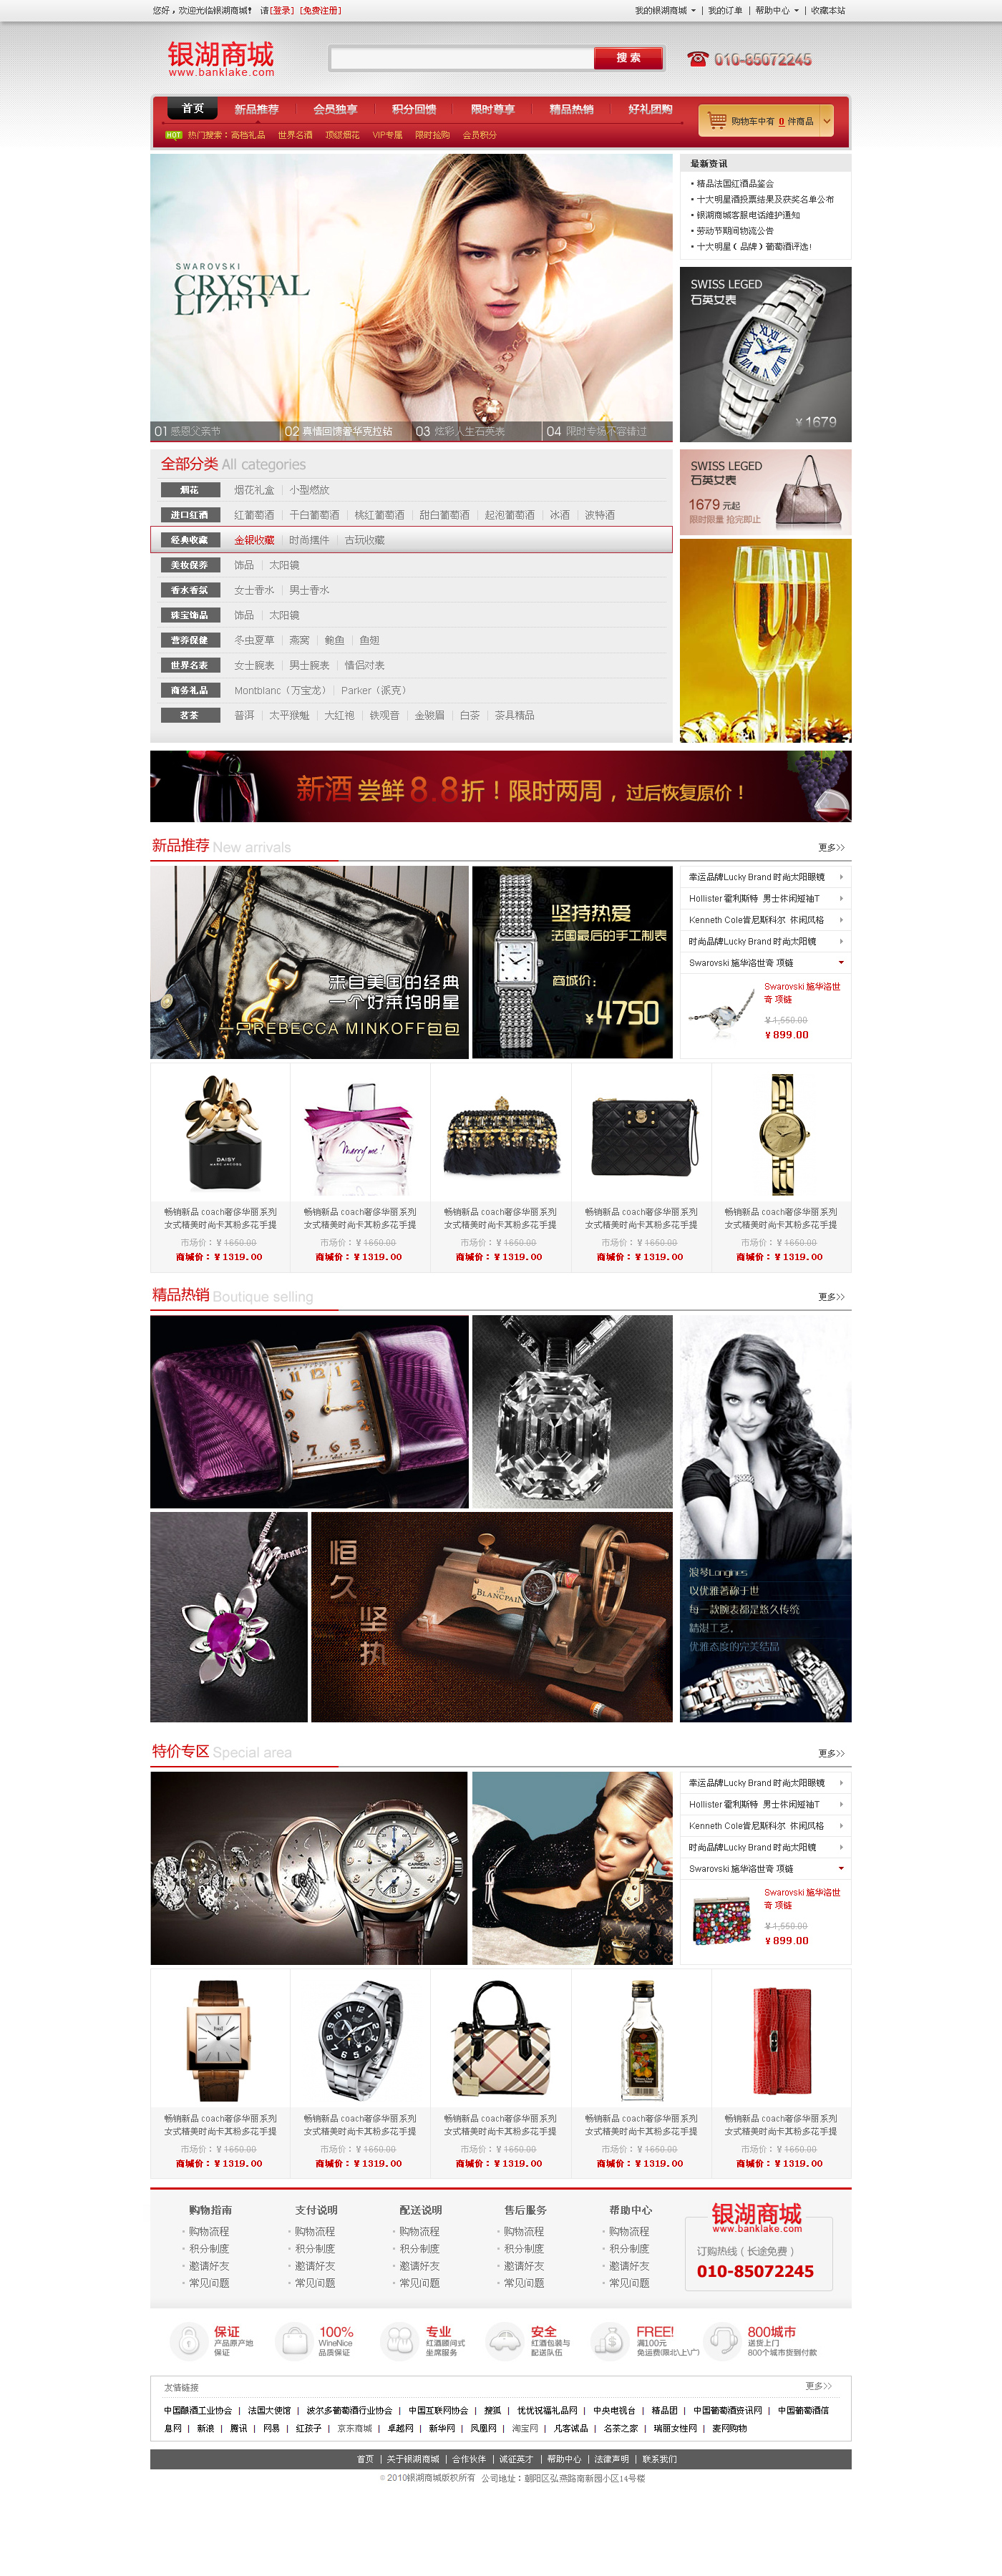 您好，欢迎光临银湖商城！ 请[登录] [免费注册]
我的银湖商城 | 我的订单 | 帮助中心 | 收藏本站
银湖商城
www.banklake.com
搜 索
010-85072245
首页 新品推荐 会员独享 积分回馈 限时尊享 精品热销 好礼团购
购物车中有 0 件商品
HOT 热门搜索：高档礼品 世界名酒 顶级烟花 VIP专属 限时抢购 会员积分
SWAROVSKI
CRYSTAL
LIZED
01 感恩父亲节 02 真情回馈奢华克拉钻 03 炫彩人生石英表 04 限时专场不容错过
最新资讯
• 精品法国红酒品鉴会
• 十大明星酒投票结果及获奖名单公布
• 银湖商城客服电话维护通知
• 劳动节期间物流公告
• 十大明星（品牌）葡萄酒评选!
SWISS LEGED
石英女表
¥1679
全部分类 All categories
烟花 烟花礼盒 | 小型燃放
进口红酒 红葡萄酒 | 干白葡萄酒 | 桃红葡萄酒 | 甜白葡萄酒 | 起泡葡萄酒 | 冰酒 | 波特酒
经典收藏 金银收藏 | 时尚摆件 | 古玩收藏
美妆保养 饰品 | 太阳镜
香水香氛 女士香水 | 男士香水
珠宝饰品 饰品 | 太阳镜
营养保健 冬虫夏草 | 燕窝 | 鲍鱼 | 鱼翅
世界名表 女士腕表 | 男士腕表 | 情侣对表
商务礼品 Montblanc（万宝龙） | Parker（派克）
茗茶 普洱 | 太平猴魁 | 大红袍 | 铁观音 | 金骏眉 | 白茶 | 茶具精品
SWISS LEGED
石英女表
1679 元起
限时限量 抢完即止
新酒 尝鲜 8.8 折！限时两周，过后恢复原价！
新品推荐 New arrivals
更多>>
来自美国的经典
一个好莱坞明星
一只REBECCA MINKOFF包包
坚持热爱
法国最后的手工制表
商城价：
¥4750
幸运品牌Lucky Brand 时尚太阳眼镜
Hollister 霍利斯特 男士休闲短袖T
Kenneth Cole肯尼斯科尔 休闲风格
时尚品牌Lucky Brand 时尚太阳镜
Swarovski 施华洛世奇 项链
Swarovski 施华洛世
奇 项链
¥ 1,550.00
¥ 899.00
DAISY
MARC JACOBS
Marry me!
畅销新品 coach奢侈华丽系列 畅销新品 coach奢侈华丽系列 畅销新品 coach奢侈华丽系列 畅销新品 coach奢侈华丽系列 畅销新品 coach奢侈华丽系列
女式精美时尚卡其粉多花手提 女式精美时尚卡其粉多花手提 女式精美时尚卡其粉多花手提 女式精美时尚卡其粉多花手提 女式精美时尚卡其粉多花手提
市场价：¥ 1650.00 市场价：¥ 1650.00 市场价：¥ 1650.00 市场价：¥ 1650.00 市场价：¥ 1650.00
商城价：¥ 1319.00 商城价：¥ 1319.00 商城价：¥ 1319.00 商城价：¥ 1319.00 商城价：¥ 1319.00
精品热销 Boutique selling
更多>>
恒久
坚执
BLANCPAIN
浪琴Longines
以优雅著称于世
每一款腕表都是悠久传统
精湛工艺、
优雅态度的完美结晶
特价专区 Special area
更多>>
CARRERA
幸运品牌Lucky Brand 时尚太阳眼镜
Hollister 霍利斯特 男士休闲短袖T
Kenneth Cole肯尼斯科尔 休闲风格
时尚品牌Lucky Brand 时尚太阳镜
Swarovski 施华洛世奇 项链
Swarovski 施华洛世
奇 项链
¥ 1,550.00
¥ 899.00
畅销新品 coach奢侈华丽系列 畅销新品 coach奢侈华丽系列 畅销新品 coach奢侈华丽系列 畅销新品 coach奢侈华丽系列 畅销新品 coach奢侈华丽系列
女式精美时尚卡其粉多花手提 女式精美时尚卡其粉多花手提 女式精美时尚卡其粉多花手提 女式精美时尚卡其粉多花手提 女式精美时尚卡其粉多花手提
市场价：¥ 1650.00 市场价：¥ 1650.00 市场价：¥ 1650.00 市场价：¥ 1650.00 市场价：¥ 1650.00
商城价：¥ 1319.00 商城价：¥ 1319.00 商城价：¥ 1319.00 商城价：¥ 1319.00 商城价：¥ 1319.00
购物指南 支付说明 配送说明 售后服务 帮助中心
购物流程 购物流程 购物流程 购物流程 购物流程
积分制度 积分制度 积分制度 积分制度 积分制度
邀请好友 邀请好友 邀请好友 邀请好友 邀请好友
常见问题 常见问题 常见问题 常见问题 常见问题
银湖商城
www.banklake.com
订购热线（长途免费）
010-85072245
保证 100% 专业 安全 FREE! 800城市
产品原产地 WineNice 红酒顾问式 红酒包装与 满100元 送货上门
保证 品质保证 坐席服务 配送队伍 免运费(限北\上\广) 800个城市货到付款
友情链接
更多>>
中国酿酒工业协会 | 法国大使馆 | 波尔多葡萄酒行业协会 | 中国互联网协会 | 搜狐 | 优优祝福礼品网 | 中央电视台 | 精品团 | 中国葡萄酒资讯网 | 中国葡萄酒信
息网 | 新浪 | 腾讯 | 网易 | 红孩子 | 京东商城 | 卓越网 | 新华网 | 凤凰网 | 淘宝网 | 凡客诚品 | 名茶之家 | 瑞丽女性网 | 麦网购物
首页 | 关于银湖商城 | 合作伙伴 | 诚征英才 | 帮助中心 | 法律声明 | 联系我们
© 2010银湖商城版权所有 公司地址：朝阳区弘燕路南新园小区14号楼